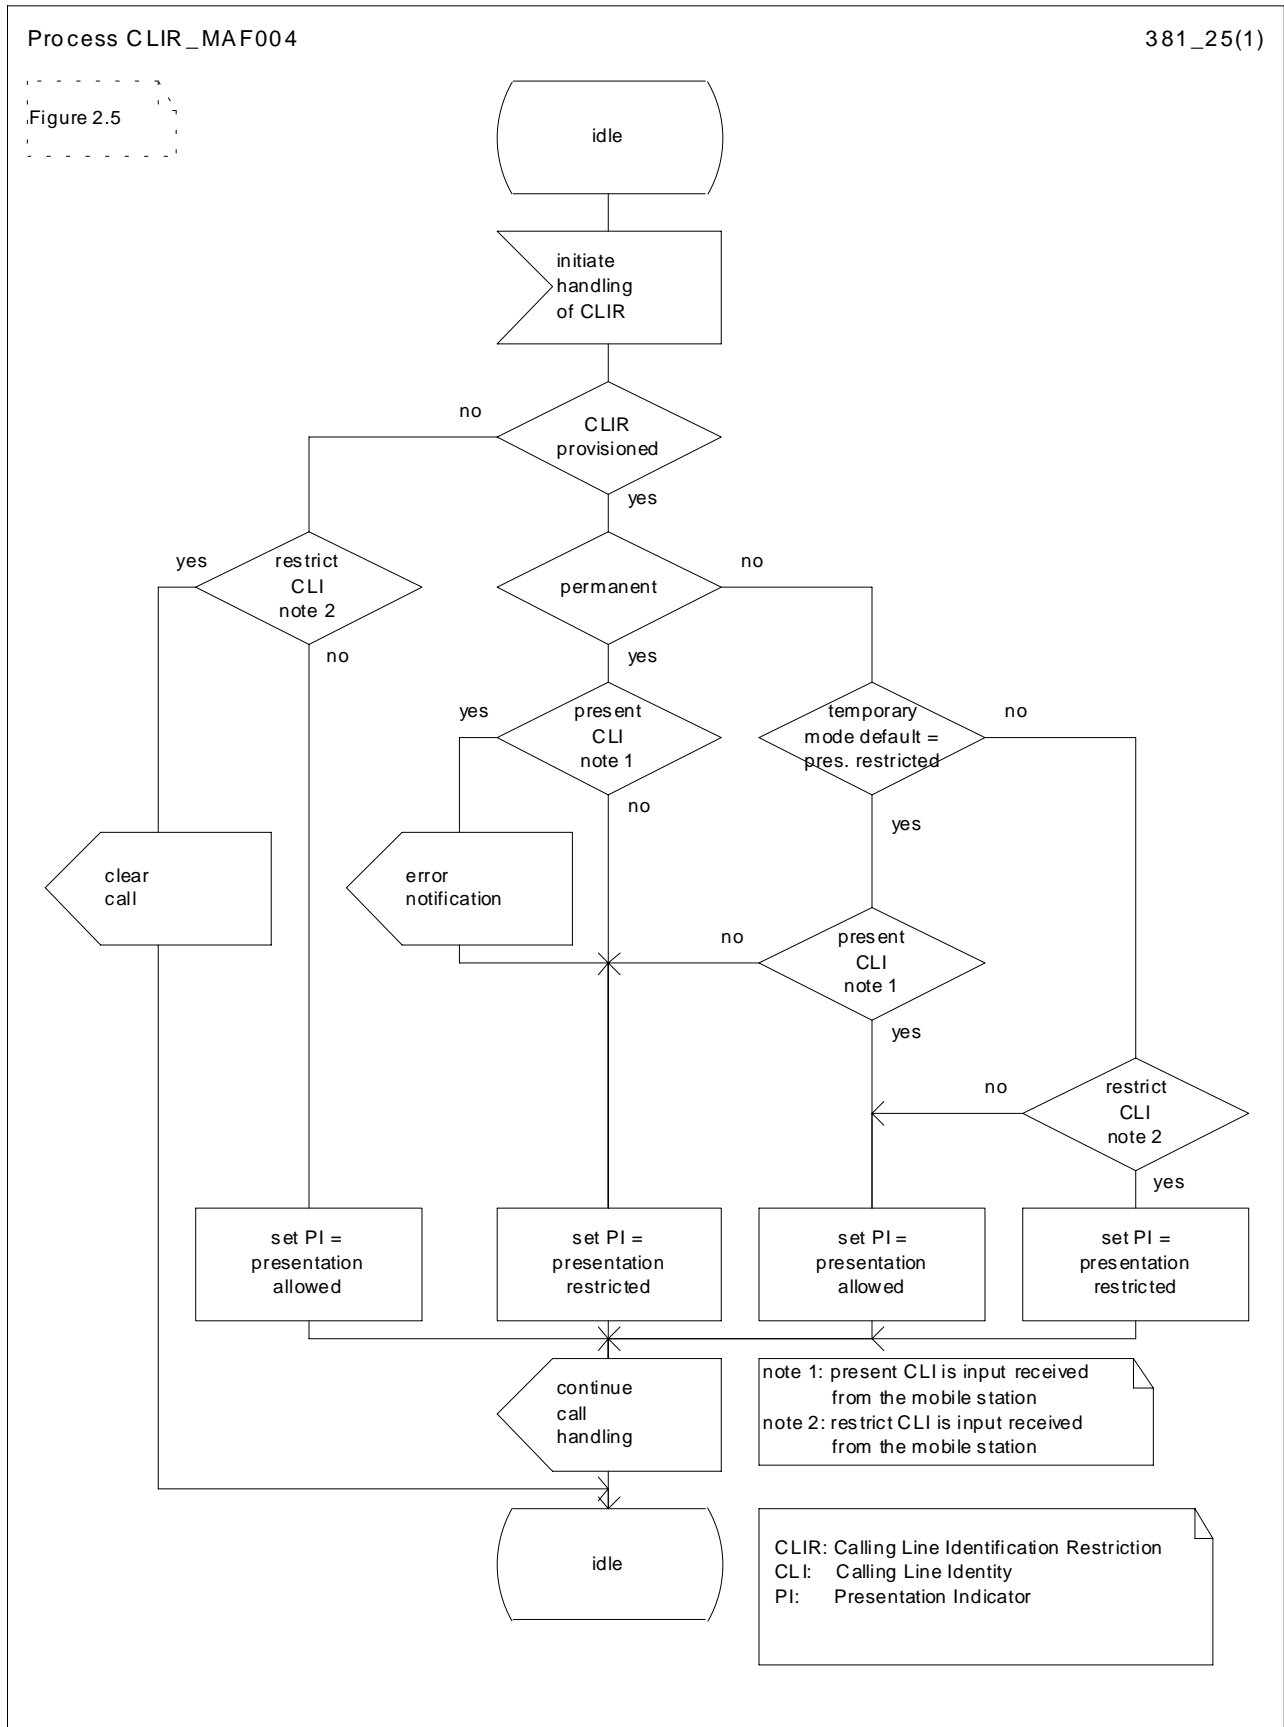 Process CLIR_MAF004
381_25(1)
Figure 2.5
idle
initiate
handling
of CLIR
no
CLIR
provisioned
yes
yes
restrict
CLI
note 2
no
permanent
no
yes
yes
present
CLI
note 1
no
temporary
mode default =
pres. restricted
no
yes
clear
call
error
notification
no
present
CLI
note 1
yes
no
restrict
CLI
note 2
yes
set PI =
presentation
allowed
set PI =
presentation
restricted
set PI =
presentation
allowed
set PI =
presentation
restricted
continue
call
handling
note 1: present CLI is input received
from the mobile station
note 2: restrict CLI is input received
from the mobile station
idle
CLIR: Calling Line Identification Restriction
CLI: Calling Line Identity
PI: Presentation Indicator